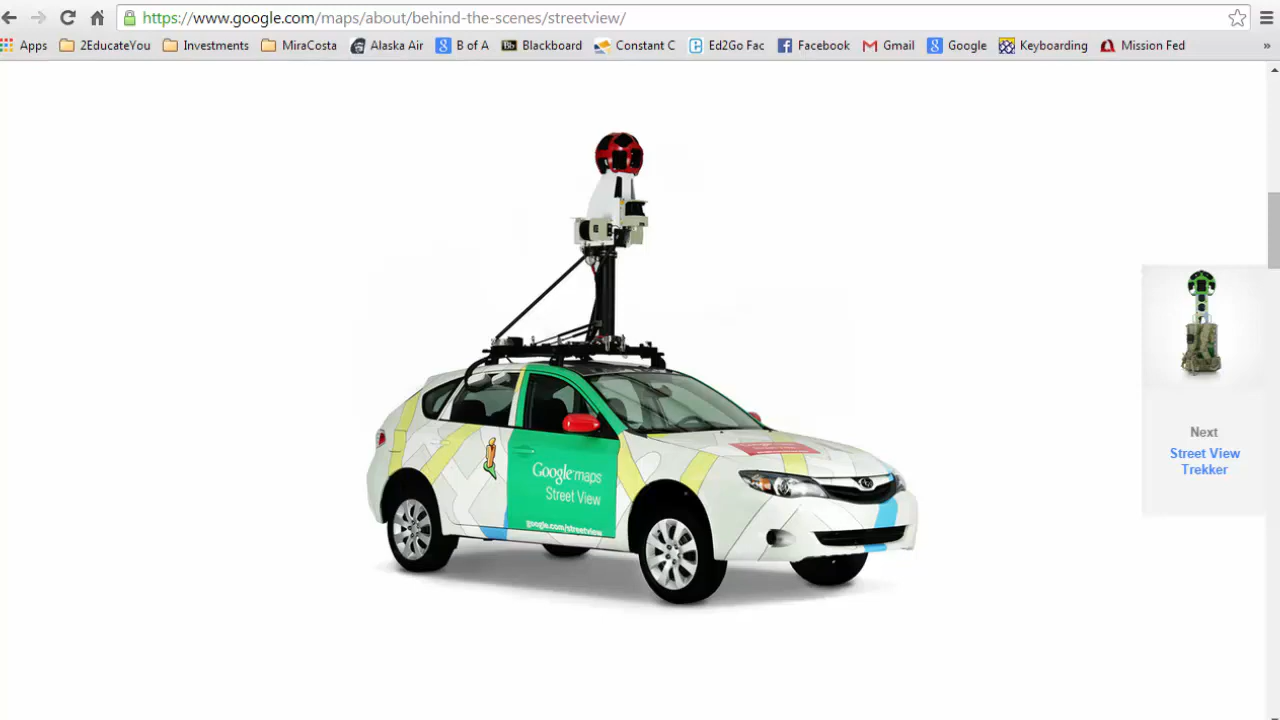 https://www.google.com/maps/about/behind-the-scenes/streetview/
Apps 2EducateYou Investments MiraCosta Alaska Air B of A Blackboard Constant C Ed2Go Fac Facebook Gmail Google Keyboarding Mission Fed »
Google maps
Street View
google.com/streetview
Next
Street View
Trekker